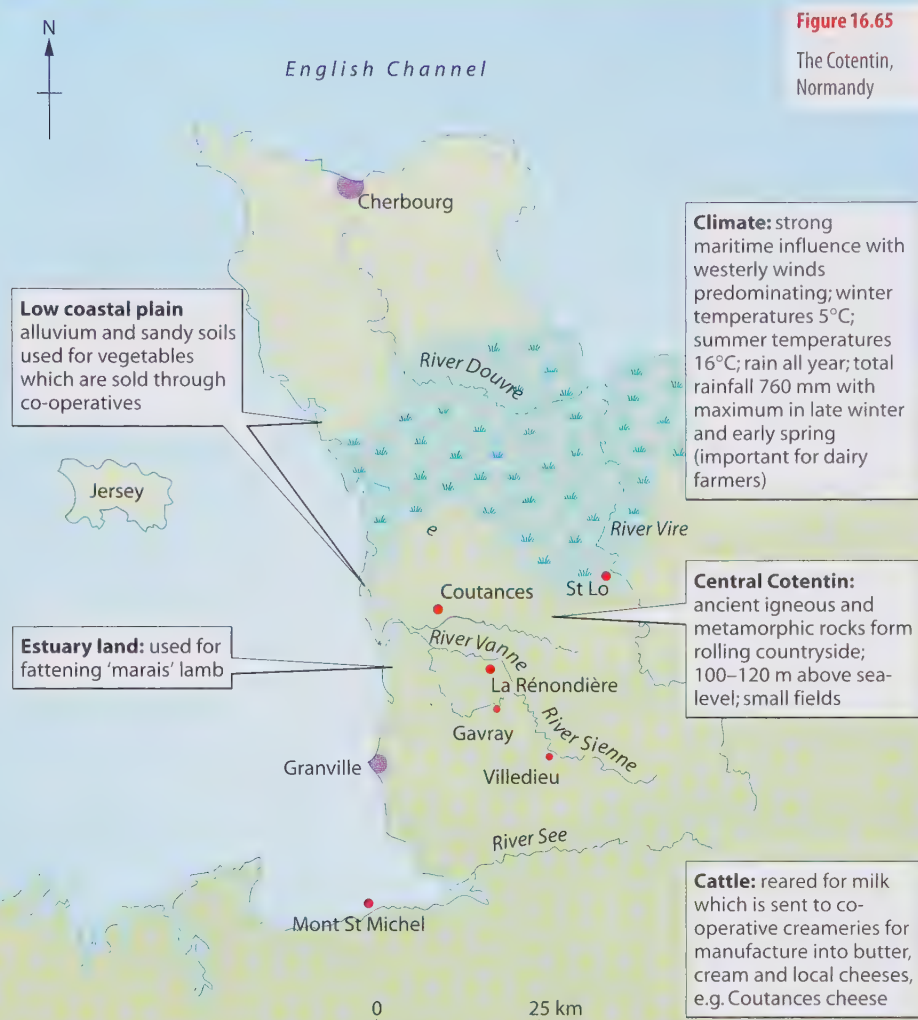 Figure 16.65
The Cotentin,
Normandy
N
English Channel
Cherbourg
Climate: strong
maritime influence with
westerly winds
predominating; winter
temperatures 5°C;
summer temperatures
16°C; rain all year; total
rainfall 760 mm with
maximum in late winter
and early spring
(important for dairy
farmers)
Low coastal plain
alluvium and sandy soils
used for vegetables
which are sold through
co-operatives
River Douvre
Jersey
e
River Vire
St Lo
Coutances
Central Cotentin:
ancient igneous and
metamorphic rocks form
rolling countryside;
100–120 m above sea-
level; small fields
Estuary land: used for
fattening 'marais' lamb
River Vanne
La Rénondière
Gavray
River Sienne
Granville
Villedieu
River See
Mont St Michel
Cattle: reared for milk
which is sent to co-
operative creameries for
manufacture into butter,
cream and local cheeses,
e.g. Coutances cheese
0 25 km